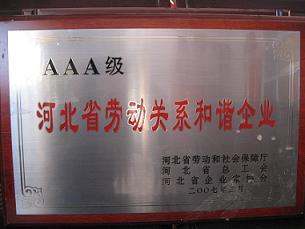 AAA级
河北省劳动关系和谐企业
河北省劳动和社会保障厅
河北省总工会
河北省企业家协会
二〇〇七年二月